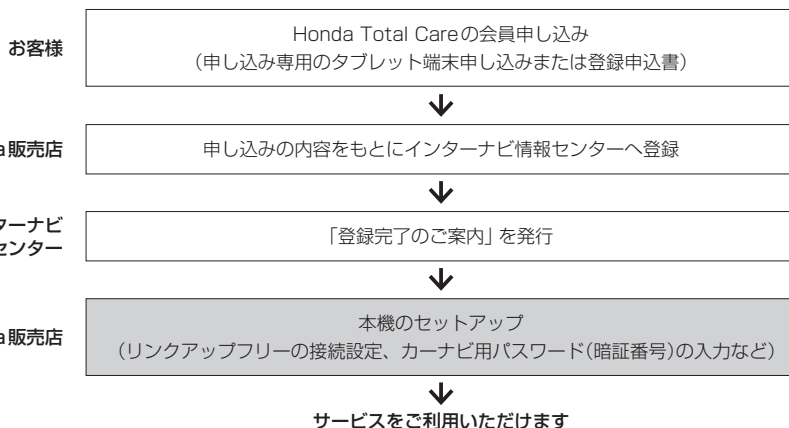 お客様
Honda Total Careの会員申し込み
(申し込み専用のタブレット端末申し込みまたは登録申込書)
a販売店
申し込みの内容をもとにインターナビ情報センターへ登録
ターナビ
センター
「登録完了のご案内」を発行
a販売店
本機のセットアップ
(リンクアップフリーの接続設定、カーナビ用パスワード(暗証番号)の入力など)
サービスをご利用いただけます